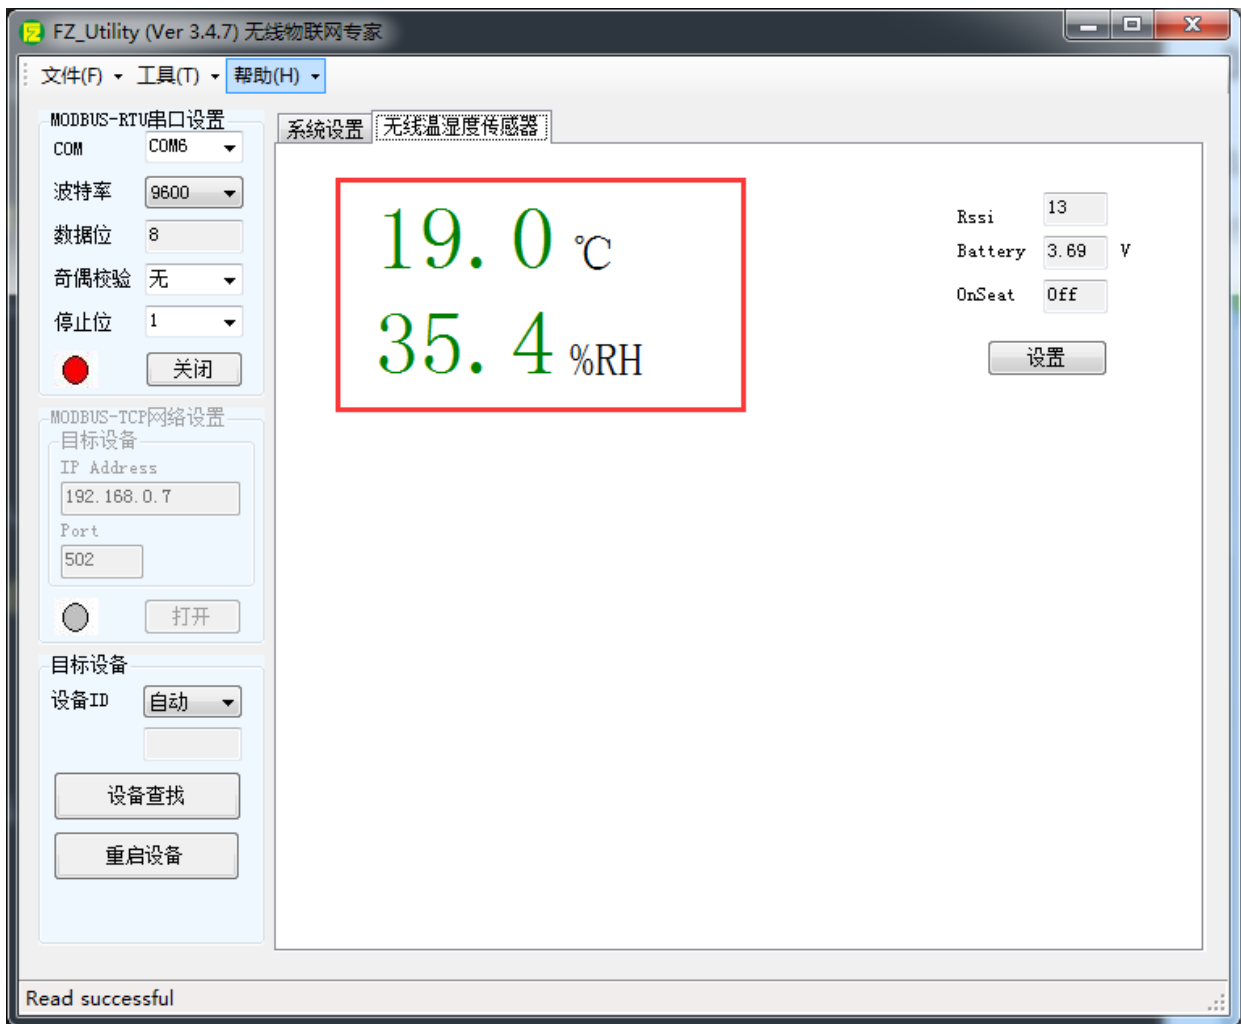 FZ_Utility (Ver 3.4.7) 无线物联网专家
文件(F) 工具(T) 帮助(H)
MODBUS-RTU串口设置
COM COM6
波特率 9600
数据位 8
奇偶校验 无
停止位 1
关闭
MODBUS-TCP网络设置
目标设备
IP Address
192.168.0.7
Port
502
打开
目标设备
设备ID 自动
设备查找
重启设备
系统设置 无线温湿度传感器
19.0 ℃
35.4 %RH
Rssi 13
Battery 3.69 V
OnSeat Off
设置
Read successful